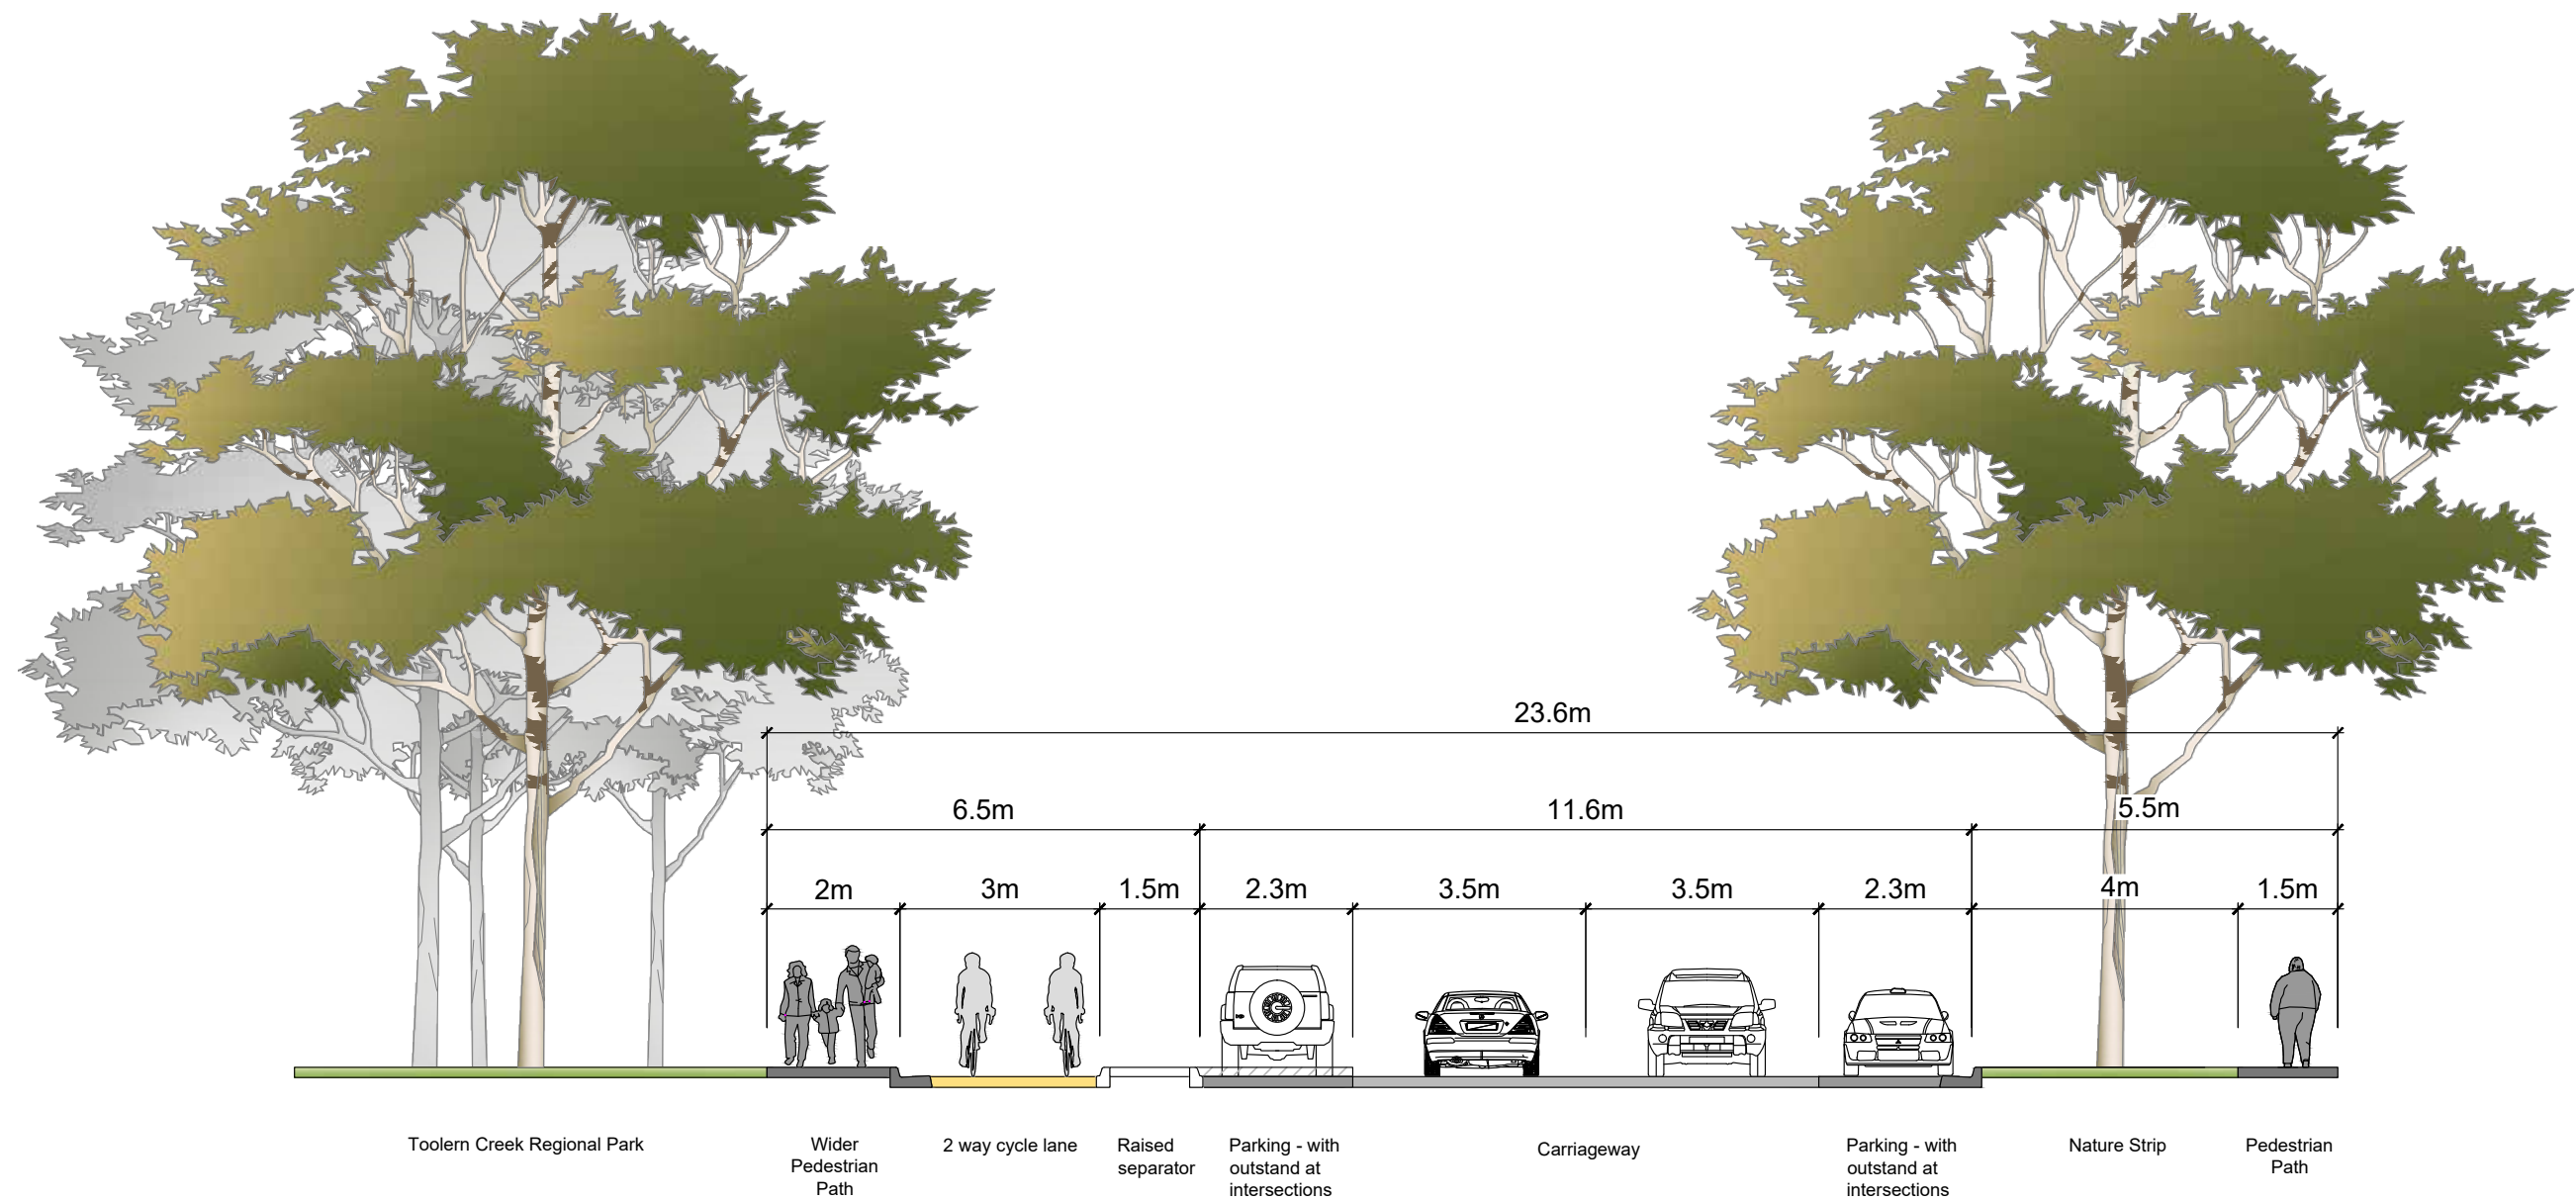 23.6m
6.5m
11.6m
5.5m
2m
3m
1.5m
2.3m
3.5m
3.5m
2.3m
4m
1.5m
Toolern Creek Regional Park
Wider
Pedestrian
Path
2 way cycle lane
Raised
separator
Parking - with
outstand at
intersections
Carriageway
Parking - with
outstand at
intersections
Nature Strip
Pedestrian
Path